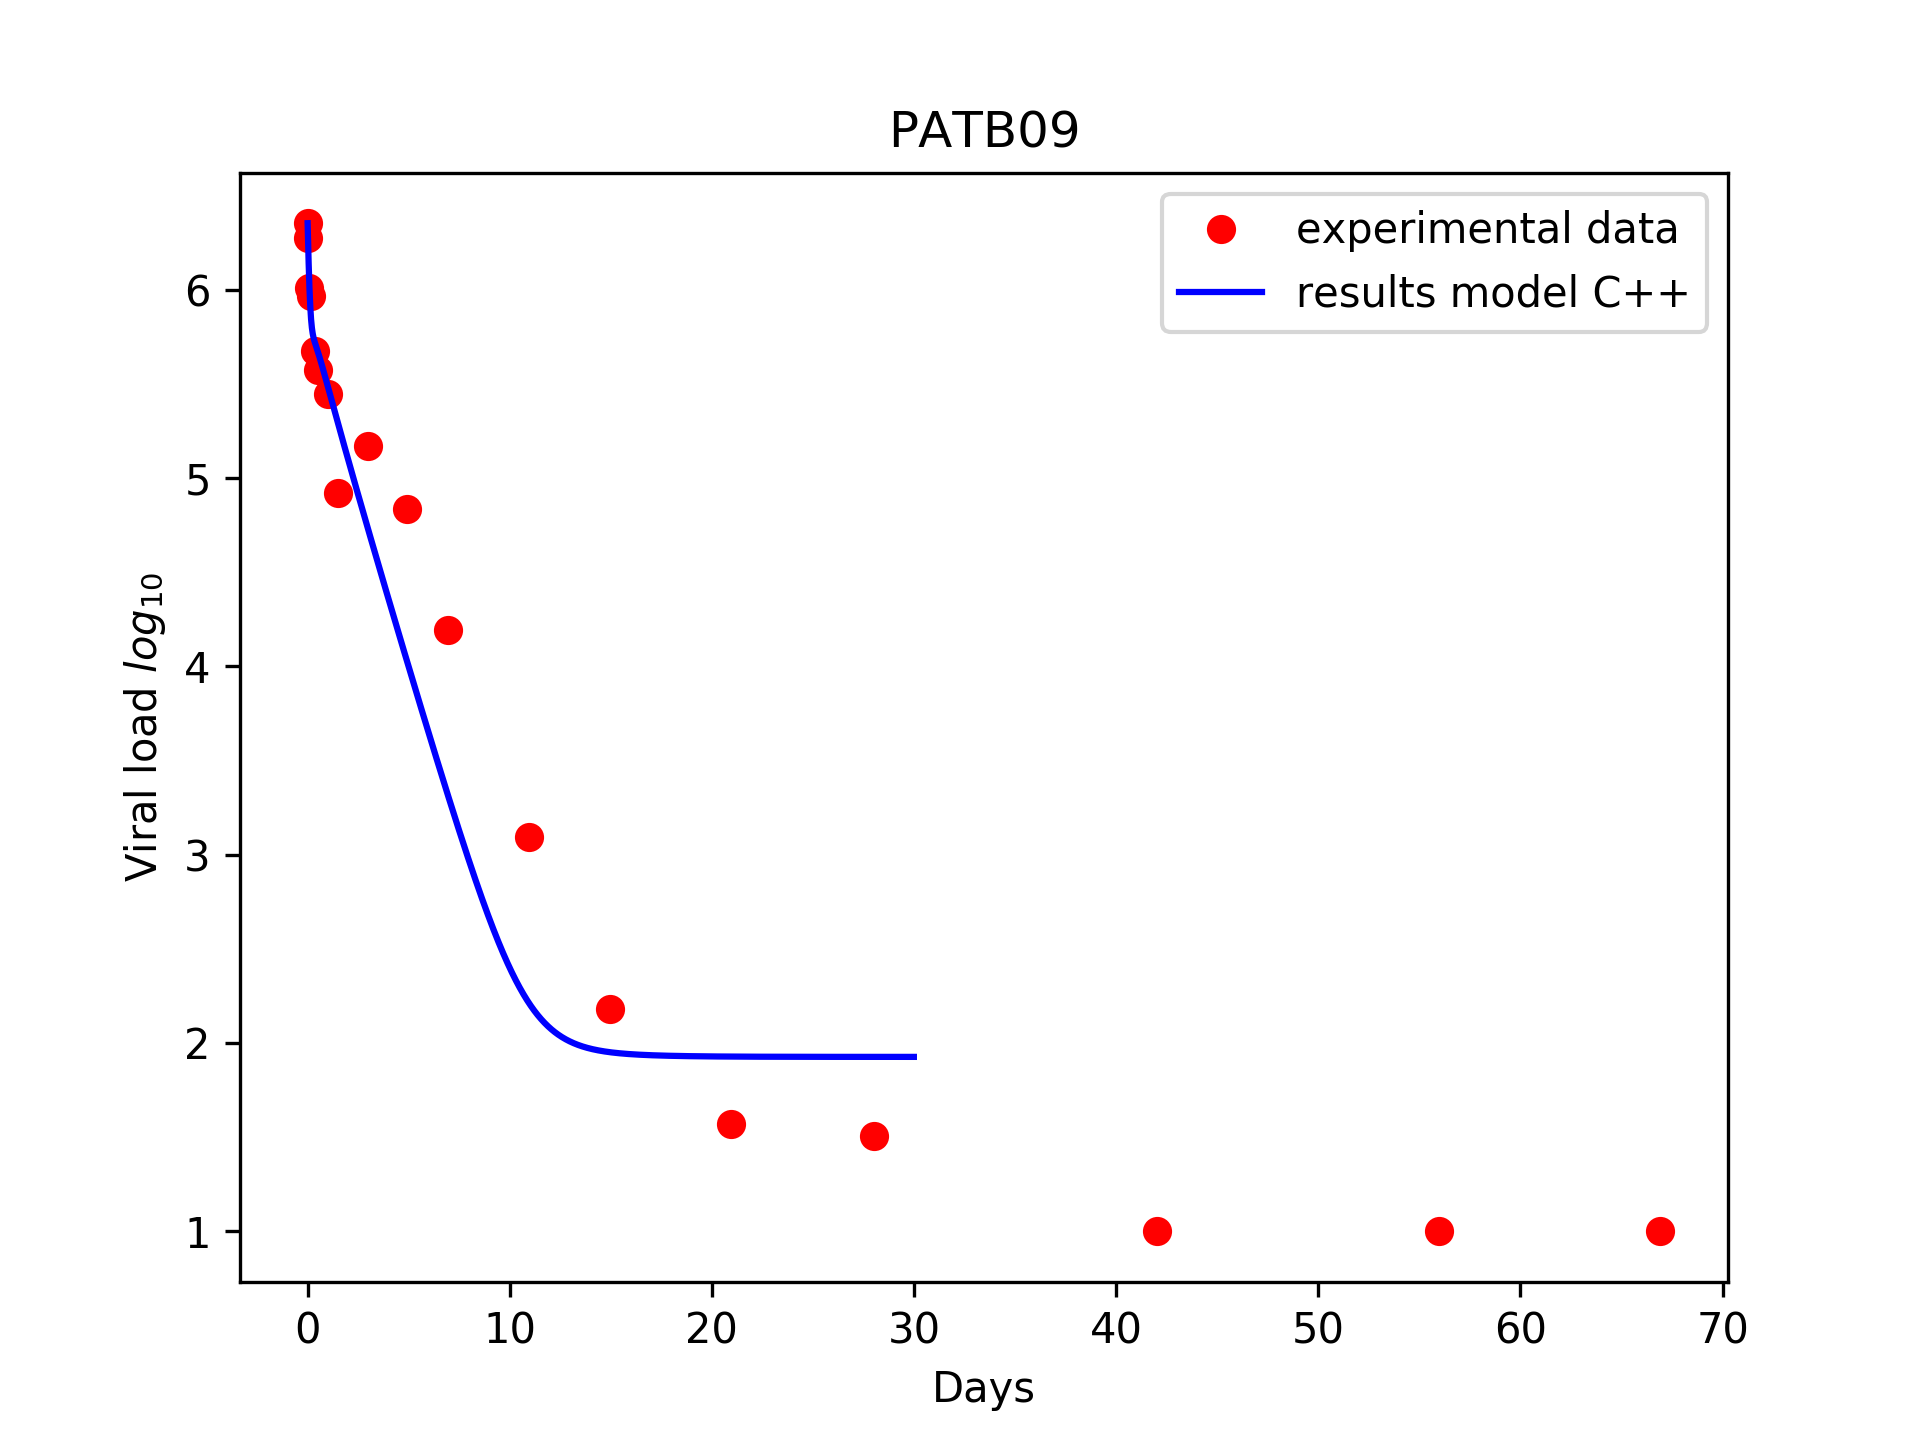 PATB09
experimental data
results model C++
Viral load log₁₀
6
5
4
3
2
1
0 10 20 30 40 50 60 70
Days